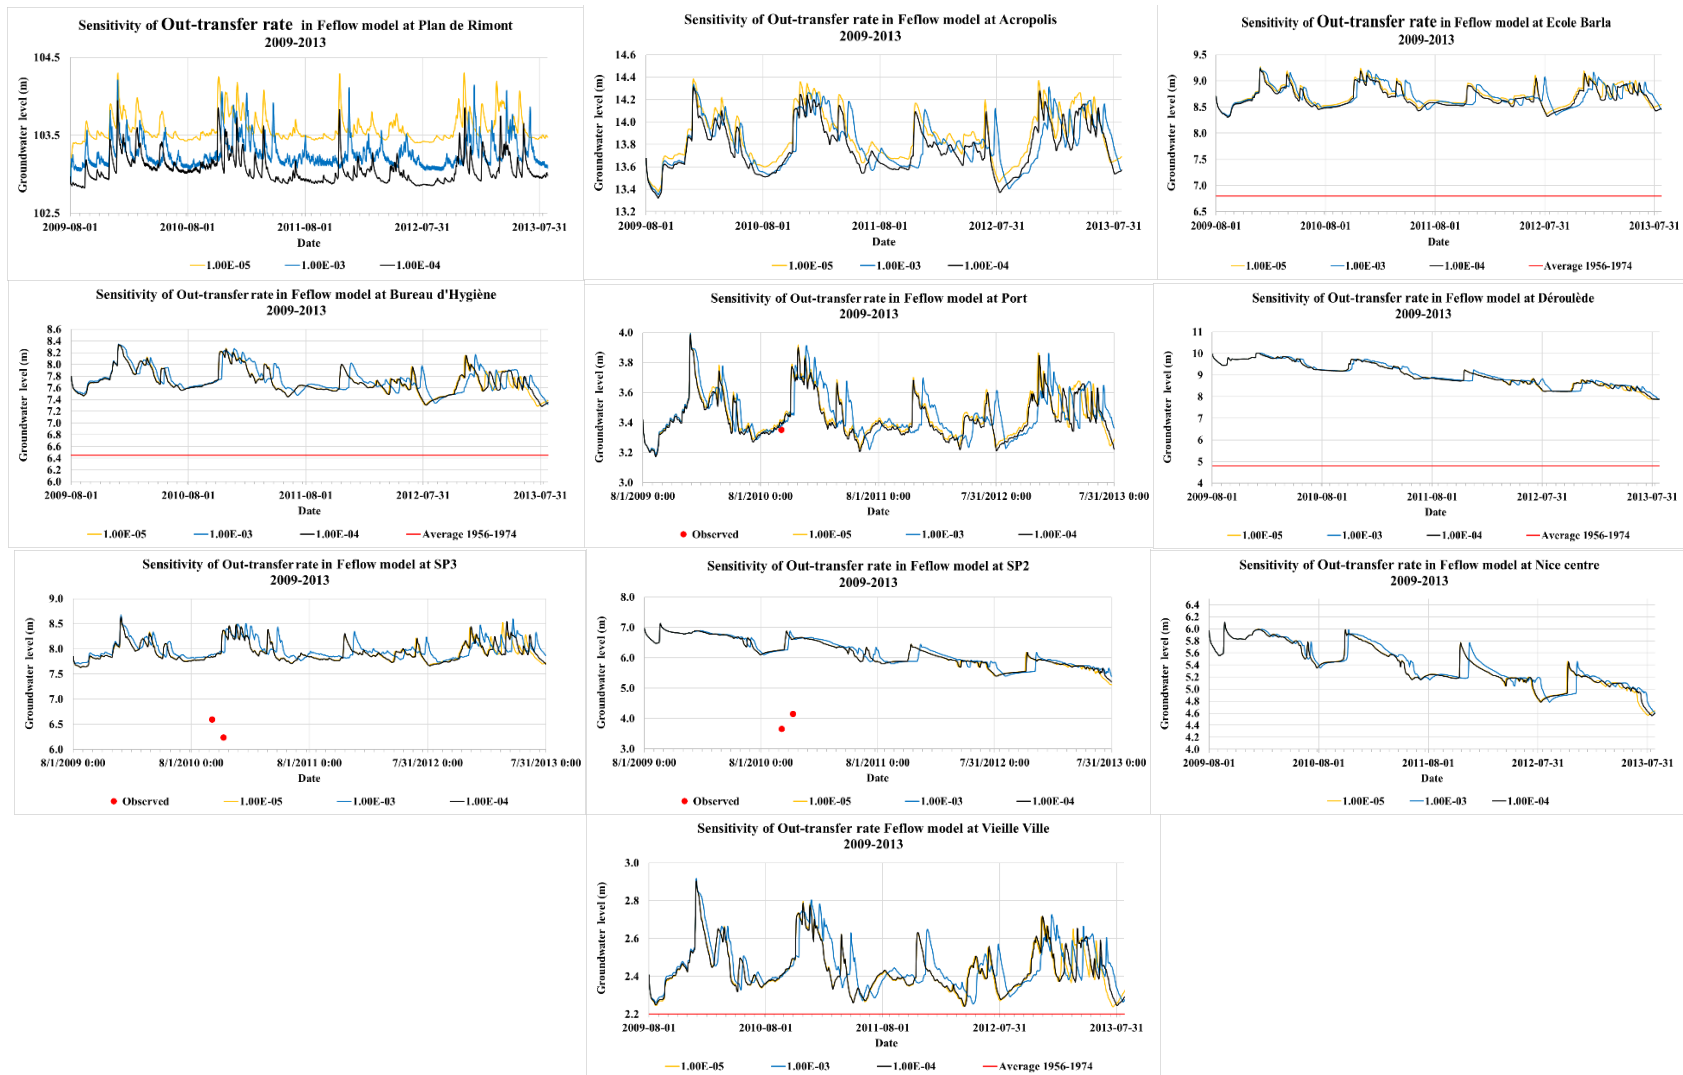 Sensitivity of Out-transfer rate in Feflow model at Plan de Rimont
2009-2013
Groundwater level (m)
104.5
103.5
102.5
2009-08-01 2010-08-01 2011-08-01 2012-07-31 2013-07-31
Date
1.00E-05 1.00E-03 1.00E-04
Sensitivity of Out-transfer rate in Feflow model at Acropolis
2009-2013
Groundwater level (m)
14.6
14.4
14.2
14.0
13.8
13.6
13.4
13.2
2009-08-01 2010-08-01 2011-08-01 2012-07-31 2013-07-31
Date
1.00E-05 1.00E-03 1.00E-04
Sensitivity of Out-transfer rate in Feflow model at Ecole Barla
2009-2013
Groundwater level (m)
9.5
9.0
8.5
8.0
7.5
7.0
6.5
2009-08-01 2010-08-01 2011-08-01 2012-07-31 2013-07-31
Date
1.00E-05 1.00E-03 1.00E-04 Average 1956-1974
Sensitivity of Out-transfer rate in Feflow model at Bureau d'Hygiène
2009-2013
Groundwater level (m)
8.6
8.4
8.2
8.0
7.8
7.6
7.4
7.2
7.0
6.8
6.6
6.4
6.2
6.0
2009-08-01 2010-08-01 2011-08-01 2012-07-31 2013-07-31
Date
1.00E-05 1.00E-03 1.00E-04 Average 1956-1974
Sensitivity of Out-transfer rate in Feflow model at Port
2009-2013
Groundwater level (m)
4.0
3.8
3.6
3.4
3.2
3.0
8/1/2009 0:00 8/1/2010 0:00 8/1/2011 0:00 7/31/2012 0:00 7/31/2013 0:00
Date
Observed 1.00E-05 1.00E-03 1.00E-04
Sensitivity of Out-transfer rate in Feflow model at Déroulède
2009-2013
Groundwater level (m)
11
10
9
8
7
6
5
4
2009-08-01 2010-08-01 2011-08-01 2012-07-31 2013-07-31
Date
1.00E-05 1.00E-03 1.00E-04 Average 1956-1974
Sensitivity of Out-transfer rate in Feflow model at SP3
2009-2013
Groundwater level (m)
9.0
8.5
8.0
7.5
7.0
6.5
6.0
8/1/2009 0:00 8/1/2010 0:00 8/1/2011 0:00 7/31/2012 0:00 7/31/2013 0:00
Date
Observed 1.00E-05 1.00E-03 1.00E-04
Sensitivity of Out-transfer rate in Feflow model at SP2
2009-2013
Groundwater level (m)
8.0
7.0
6.0
5.0
4.0
3.0
8/1/2009 0:00 8/1/2010 0:00 8/1/2011 0:00 7/31/2012 0:00 7/31/2013 0:00
Date
Observed 1.00E-05 1.00E-03 1.00E-04
Sensitivity of Out-transfer rate in Feflow model at Nice centre
2009-2013
Groundwater level (m)
6.4
6.2
6.0
5.8
5.6
5.4
5.2
5.0
4.8
4.6
4.4
4.2
4.0
2009-08-01 2010-08-01 2011-08-01 2012-07-31 2013-07-31
Date
1.00E-05 1.00E-03 1.00E-04
Sensitivity of Out-transfer rate Feflow model at Vieille Ville
2009-2013
Groundwater level (m)
3.0
2.8
2.6
2.4
2.2
2009-08-01 2010-08-01 2011-08-01 2012-07-31 2013-07-31
Date
1.00E-05 1.00E-03 1.00E-04 Average 1956-1974